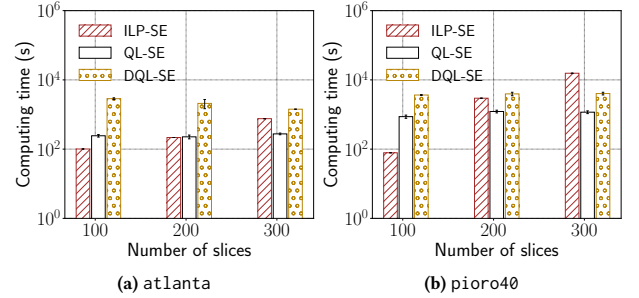 10^6
10^4
10^2
10^0
Computing time (s)
ILP-SE
QL-SE
DQL-SE
100
200
300
Number of slices
(a) atlanta
10^6
10^4
10^2
10^0
Computing time (s)
ILP-SE
QL-SE
DQL-SE
100
200
300
Number of slices
(b) pioro40